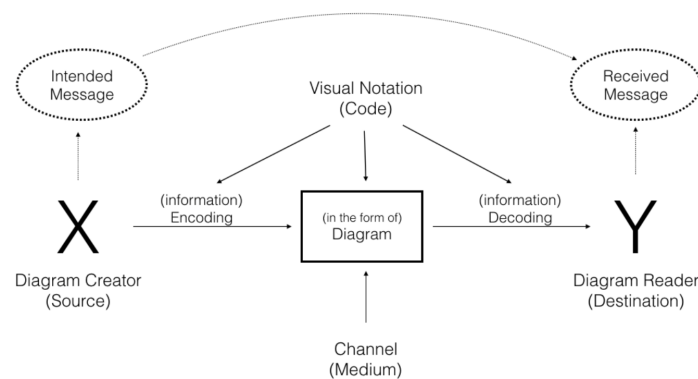 Intended
Message
Received
Message
Visual Notation
(Code)
(information)
Encoding
(in the form of)
Diagram
(information)
Decoding
X
Y
Diagram Creator
(Source)
Diagram Reader
(Destination)
Channel
(Medium)